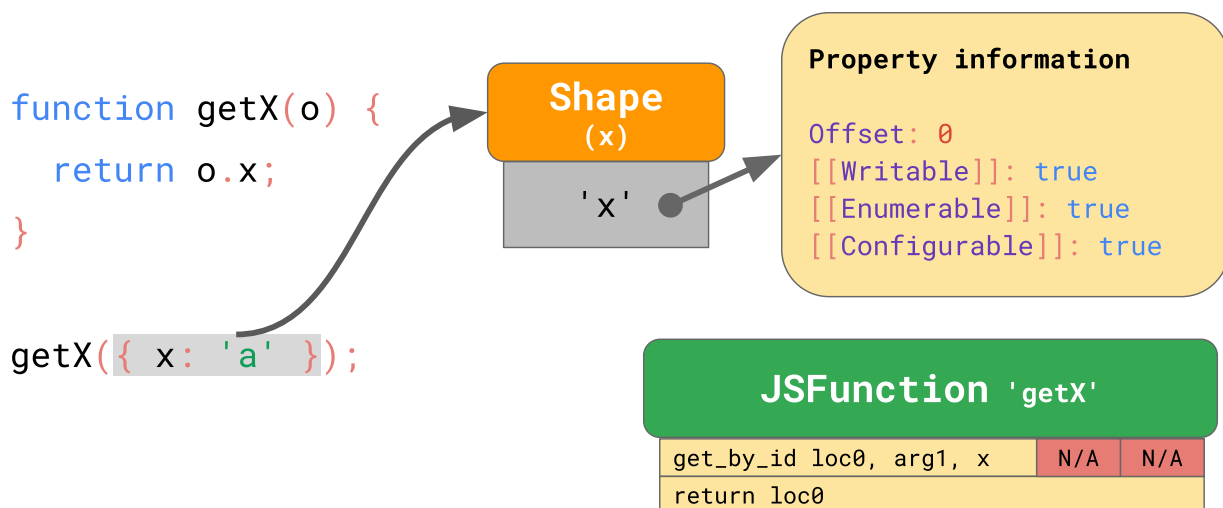 function getX(o) {
  return o.x;
}
getX({ x: 'a' });
Shape
(x)
'x'
Property information
Offset: 0
[[Writable]]: true
[[Enumerable]]: true
[[Configurable]]: true
JSFunction 'getX'
get_by_id loc0, arg1, x N/A N/A
return loc0